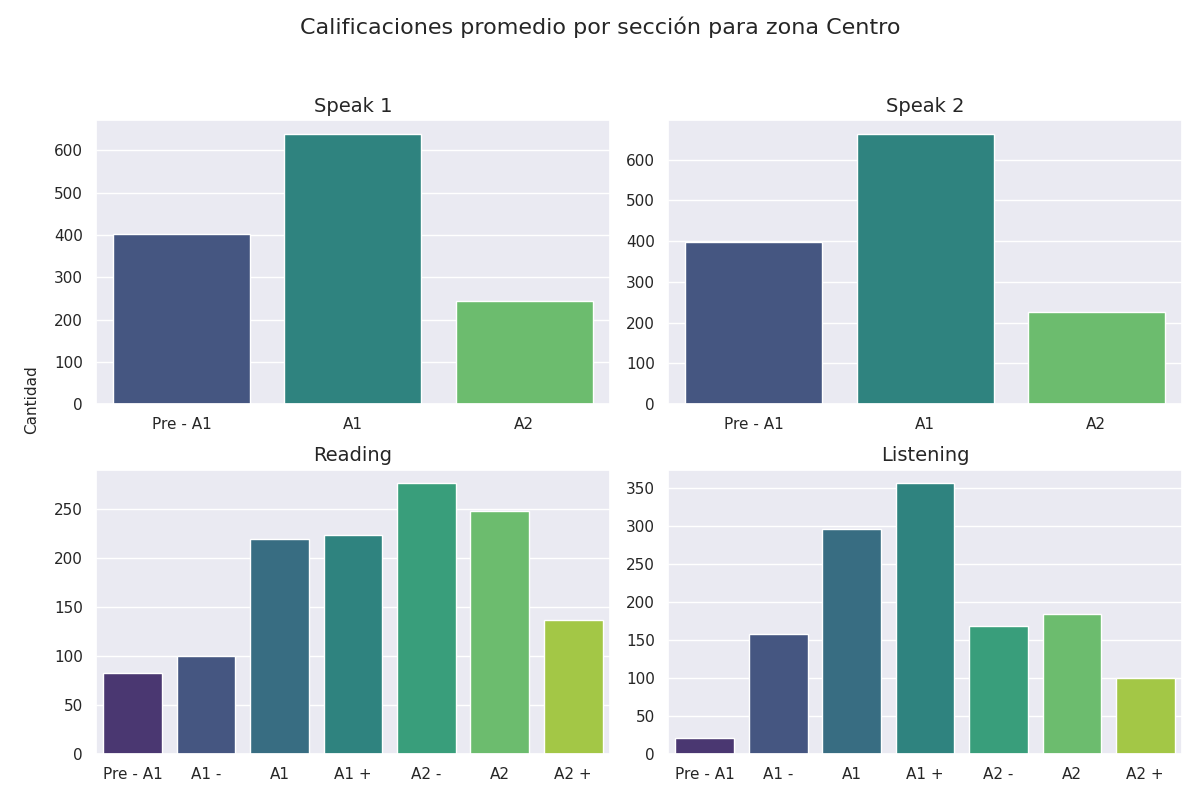 Calificaciones promedio por sección para zona Centro
Cantidad
Speak 1
600
500
400
300
200
100
0
Pre - A1 A1 A2
Speak 2
600
500
400
300
200
100
0
Pre - A1 A1 A2
Reading
250
200
150
100
50
0
Pre - A1 A1 - A1 A1 + A2 - A2 A2 +
Listening
350
300
250
200
150
100
50
0
Pre - A1 A1 - A1 A1 + A2 - A2 A2 +